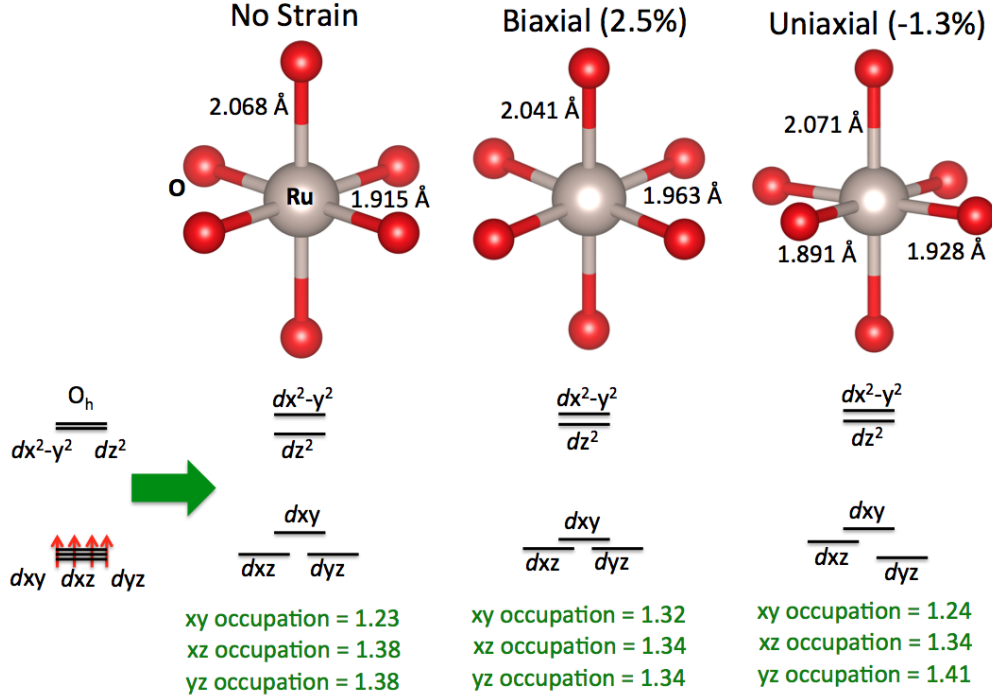 No Strain
Biaxial (2.5%)
Uniaxial (-1.3%)
2.068 Å
2.041 Å
2.071 Å
O
Ru
1.915 Å
1.963 Å
1.891 Å
1.928 Å
Oₕ
dx²-y²
dx²-y²
dx²-y²
dx²-y² dz²
dz²
dz²
dz²
dxy
dxy
dxy
dxy dxz dyz
dxz dyz
dxz dyz
dxz dyz
xy occupation = 1.23
xz occupation = 1.38
yz occupation = 1.38
xy occupation = 1.32
xz occupation = 1.34
yz occupation = 1.34
xy occupation = 1.24
xz occupation = 1.34
yz occupation = 1.41